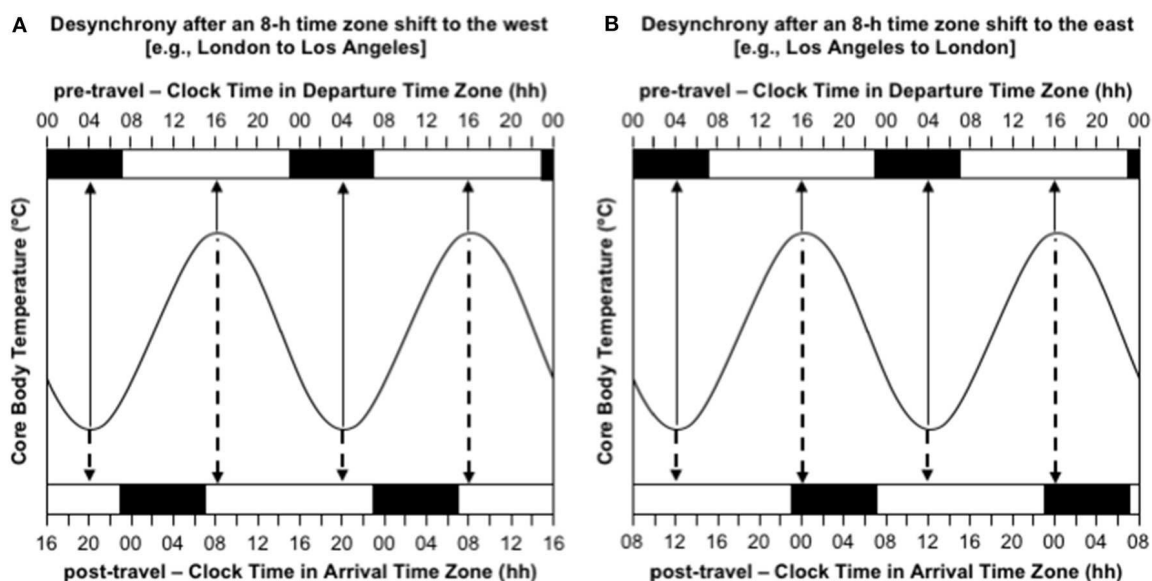 A Desynchrony after an 8-h time zone shift to the west
[e.g., London to Los Angeles]
pre-travel – Clock Time in Departure Time Zone (hh)
00 04 08 12 16 20 00 04 08 12 16 20 00
Core Body Temperature (°C)
16 20 00 04 08 12 16 20 00 04 08 12 16
post-travel – Clock Time in Arrival Time Zone (hh)
B Desynchrony after an 8-h time zone shift to the east
[e.g., Los Angeles to London]
pre-travel – Clock Time in Departure Time Zone (hh)
00 04 08 12 16 20 00 04 08 12 16 20 00
Core Body Temperature (°C)
08 12 16 20 00 04 08 12 16 20 00 04 08
post-travel – Clock Time in Arrival Time Zone (hh)